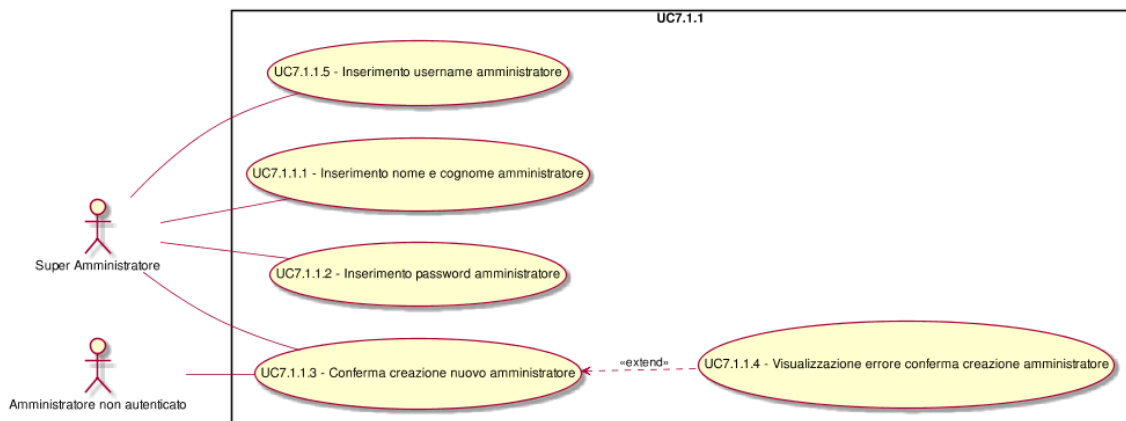 UC7.1.1
UC7.1.1.5 - Inserimento username amministratore
UC7.1.1.1 - Inserimento nome e cognome amministratore
Super Amministratore
UC7.1.1.2 - Inserimento password amministratore
«extend»
UC7.1.1.3 - Conferma creazione nuovo amministratore
UC7.1.1.4 - Visualizzazione errore conferma creazione amministratore
Amministratore non autenticato